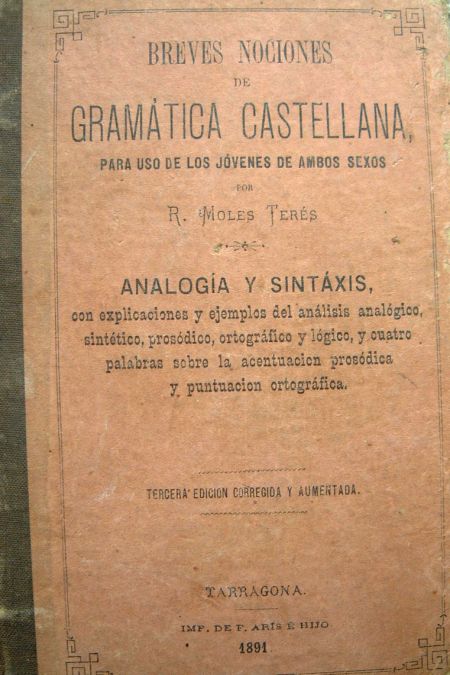 BREVES NOCIONES
DE
GRAMÁTICA CASTELLANA,
PARA USO DE LOS JÓVENES DE AMBOS SEXOS
POR
R. MOLES TERÉS
ANALOGÍA Y SINTÁXIS,
con explicaciones y ejemplos del análisis analógico,
sintético, prosódico, ortográfico y lógico, y cuatro
palabras sobre la acentuacion prosódica
y puntuacion ortográfica.
TERCERA EDICION CORREGIDA Y AUMENTADA.
TARRAGONA.
IMP. DE F. ARÍS É HIJO
1891